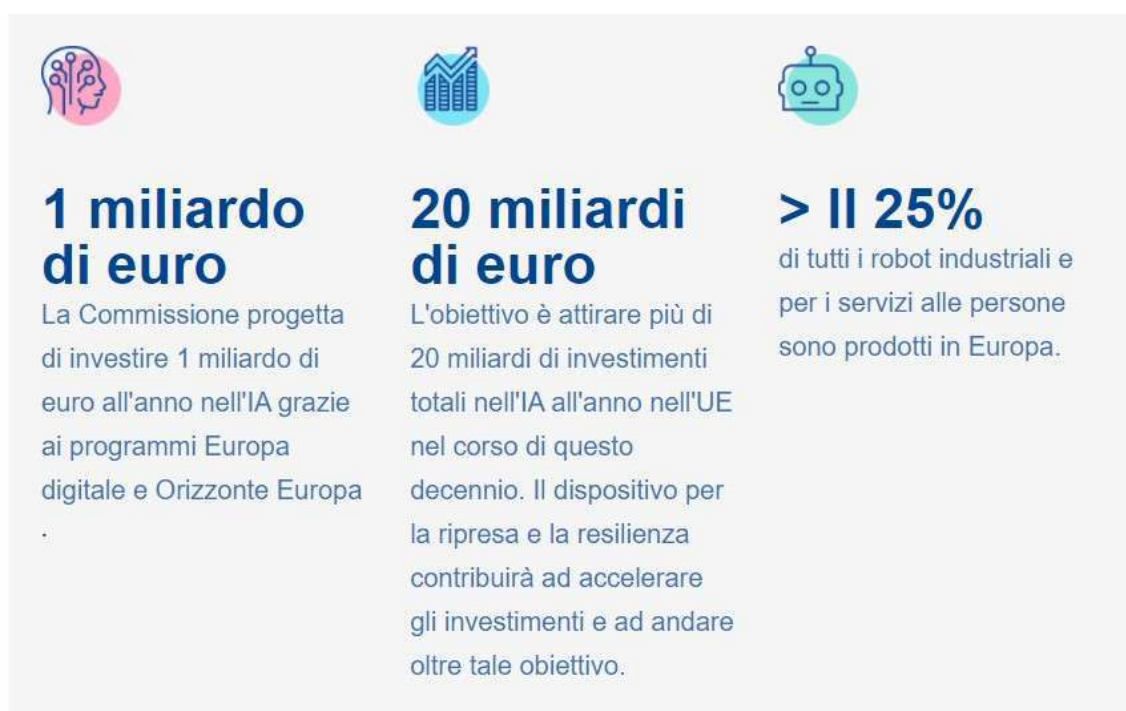 1 miliardo
di euro
La Commissione progetta
di investire 1 miliardo di
euro all'anno nell'IA grazie
ai programmi Europa
digitale e Orizzonte Europa
.
20 miliardi
di euro
L'obiettivo è attirare più di
20 miliardi di investimenti
totali nell'IA all'anno nell'UE
nel corso di questo
decennio. Il dispositivo per
la ripresa e la resilienza
contribuirà ad accelerare
gli investimenti e ad andare
oltre tale obiettivo.
> Il 25%
di tutti i robot industriali e
per i servizi alle persone
sono prodotti in Europa.